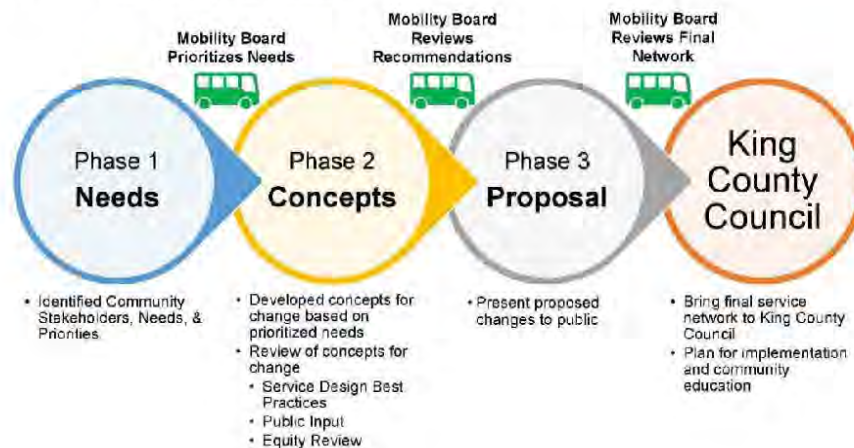 Mobility Board
Prioritizes Needs
Mobility Board
Reviews
Recommendations
Mobility Board
Reviews Final
Network
Phase 1
Needs
Phase 2
Concepts
Phase 3
Proposal
King
County
Council
• Identified Community
Stakeholders, Needs, &
Priorities
• Developed concepts for
change based on
prioritized needs
• Review of concepts for
change
• Service Design Best
Practices
• Public Input
• Equity Review
• Present proposed
changes to public
• Bring final service
network to King County
Council
• Plan for implementation
and community
education